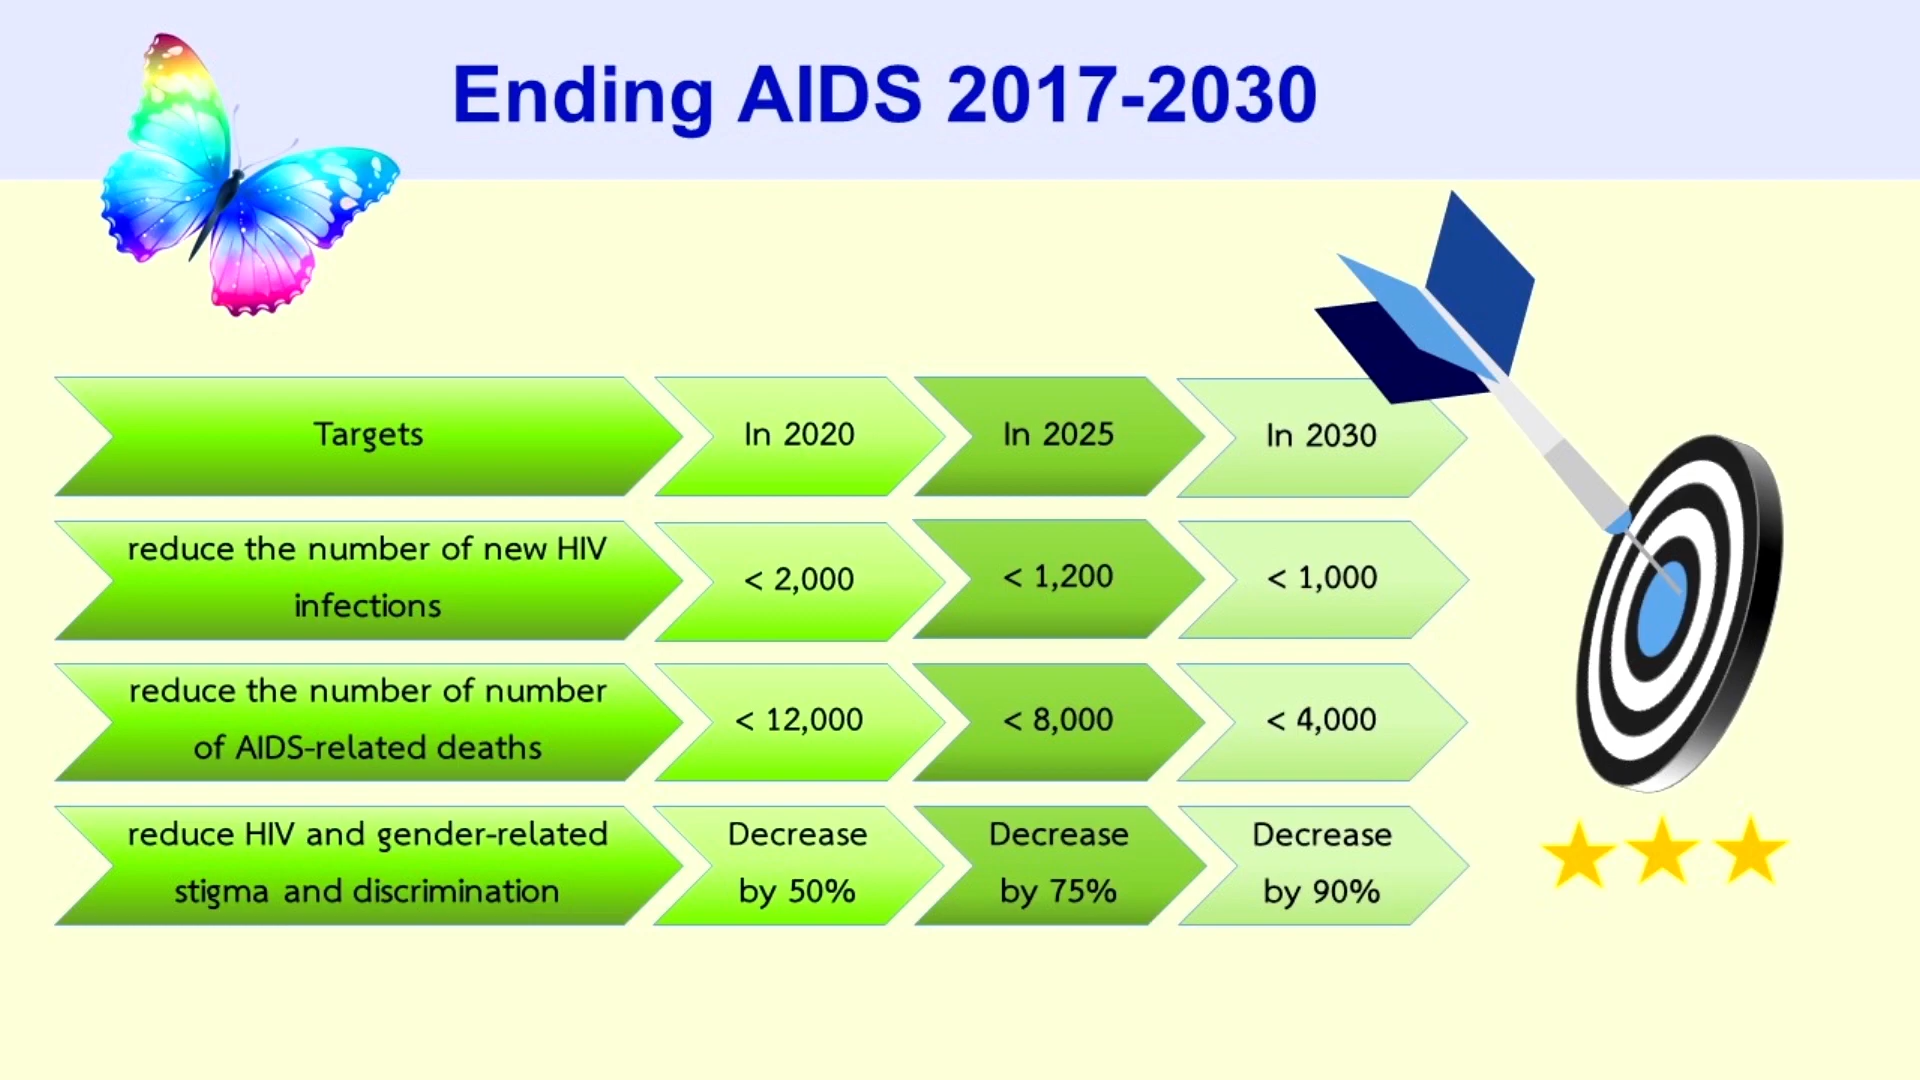 Ending AIDS 2017-2030
Targets
In 2020
In 2025
In 2030
reduce the number of new HIV
infections
< 2,000
< 1,200
< 1,000
reduce the number of number
of AIDS-related deaths
< 12,000
< 8,000
< 4,000
reduce HIV and gender-related
stigma and discrimination
Decrease
by 50%
Decrease
by 75%
Decrease
by 90%